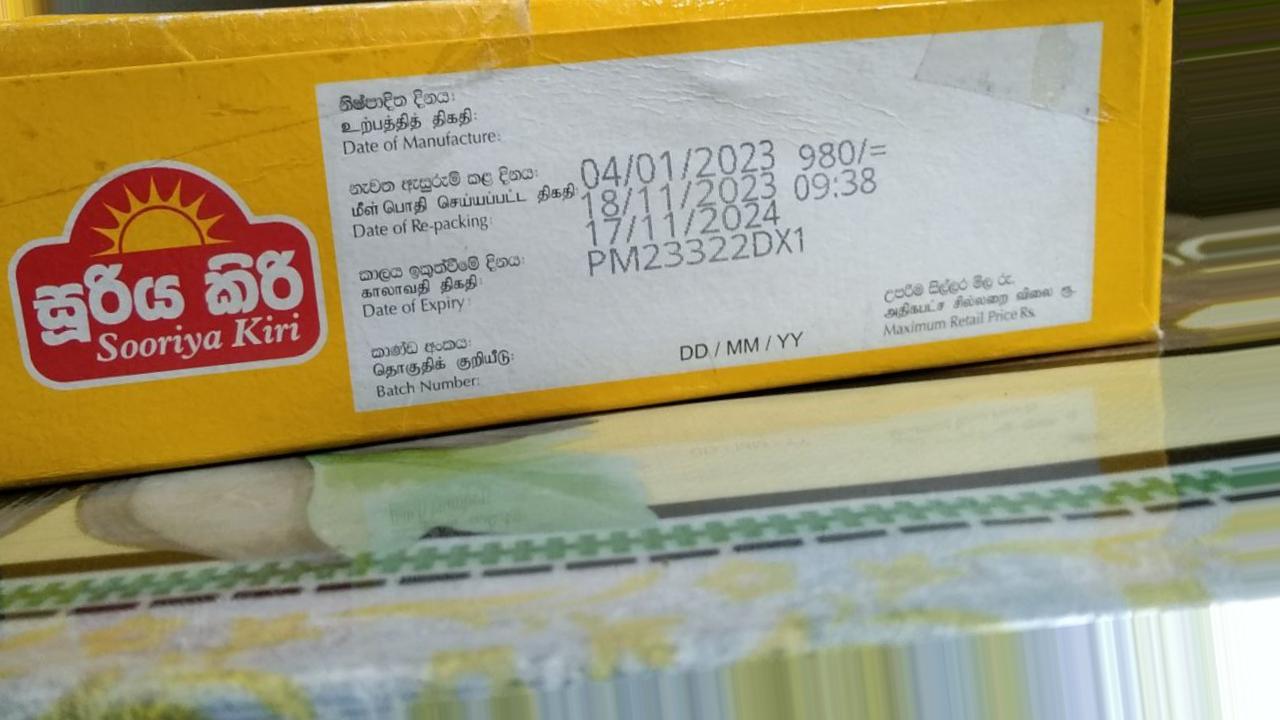 සූරිය කිරි
Sooriya Kiri
නිෂ්පාදිත දිනය:
உற்பத்தித் திகதி:
Date of Manufacture:
නැවත ඇසුරුම් කළ දිනය:
மீள் பொதி செய்யப்பட்ட திகதி:
Date of Re-packing:
කාලය ඉකුත්වීමේ දිනය:
காலாவதி திகதி:
Date of Expiry:
කාණ්ඩ අංකය:
தொகுதிக் குறியீடு:
Batch Number:
04/01/2023 980/=
18/11/2023 09:38
17/11/2024
PM23322DX1
DD / MM / YY
උපරිම සිල්ලර මිල රු.
அதிகபட்ச சில்லறை விலை ரூ.
Maximum Retail Price Rs.